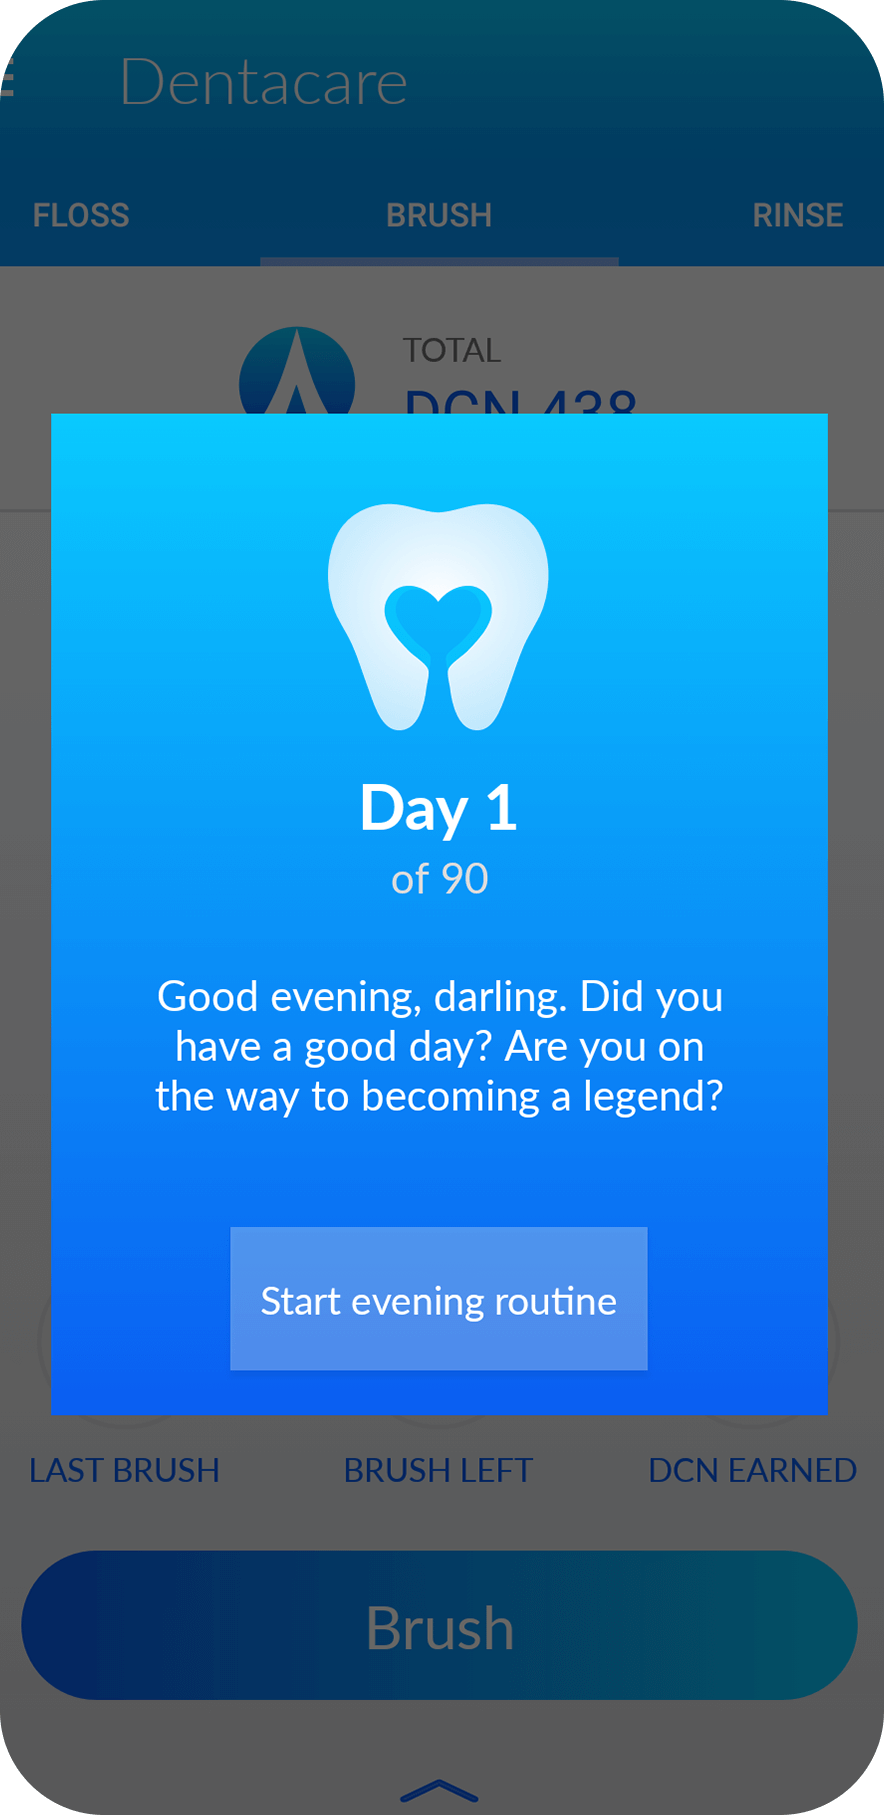 Dentacare
FLOSS BRUSH RINSE
TOTAL
DCN 438
Day 1
of 90
Good evening, darling. Did you
have a good day? Are you on
the way to becoming a legend?
Start evening routine
LAST BRUSH BRUSH LEFT DCN EARNED
Brush